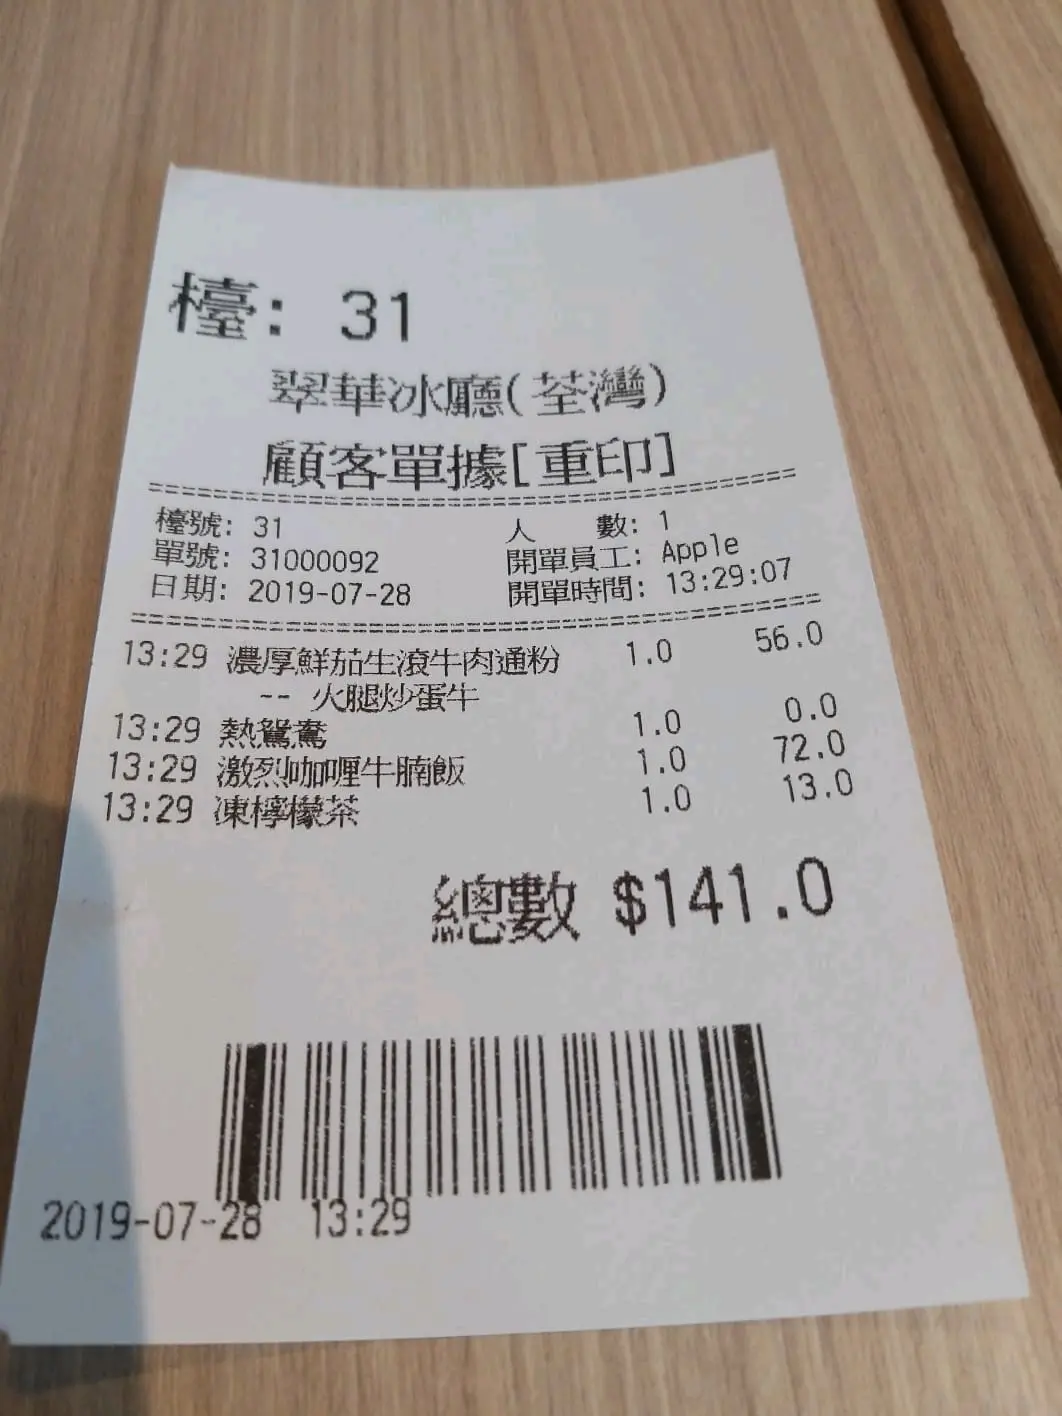 檯: 31
翠華冰廳(荃灣)
顧客單據[重印]
檯號: 31 人 數: 1
單號: 31000092 開單員工: Apple
日期: 2019-07-28 開單時間: 13:29:07
13:29 濃厚鮮茄生滾牛肉通粉 1.0 56.0
-- 火腿炒蛋牛
13:29 熱鴛鴦 1.0 0.0
13:29 激烈咖喱牛腩飯 1.0 72.0
13:29 凍檸檬茶 1.0 13.0
總數 $141.0
2019-07-28 13:29